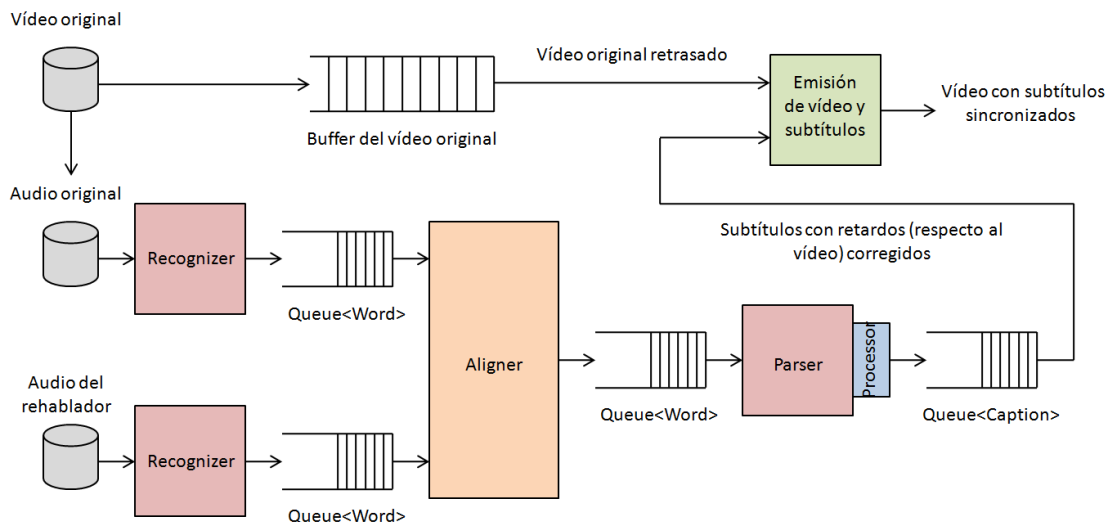 Vídeo original
Vídeo original retrasado
Buffer del vídeo original
Emisión
de vídeo y
subtítulos
Vídeo con subtítulos
sincronizados
Audio original
Recognizer
Queue<Word>
Aligner
Subtítulos con retardos (respecto al
vídeo) corregidos
Queue<Word>
Parser
Processor
Queue<Caption>
Audio del
rehablador
Recognizer
Queue<Word>